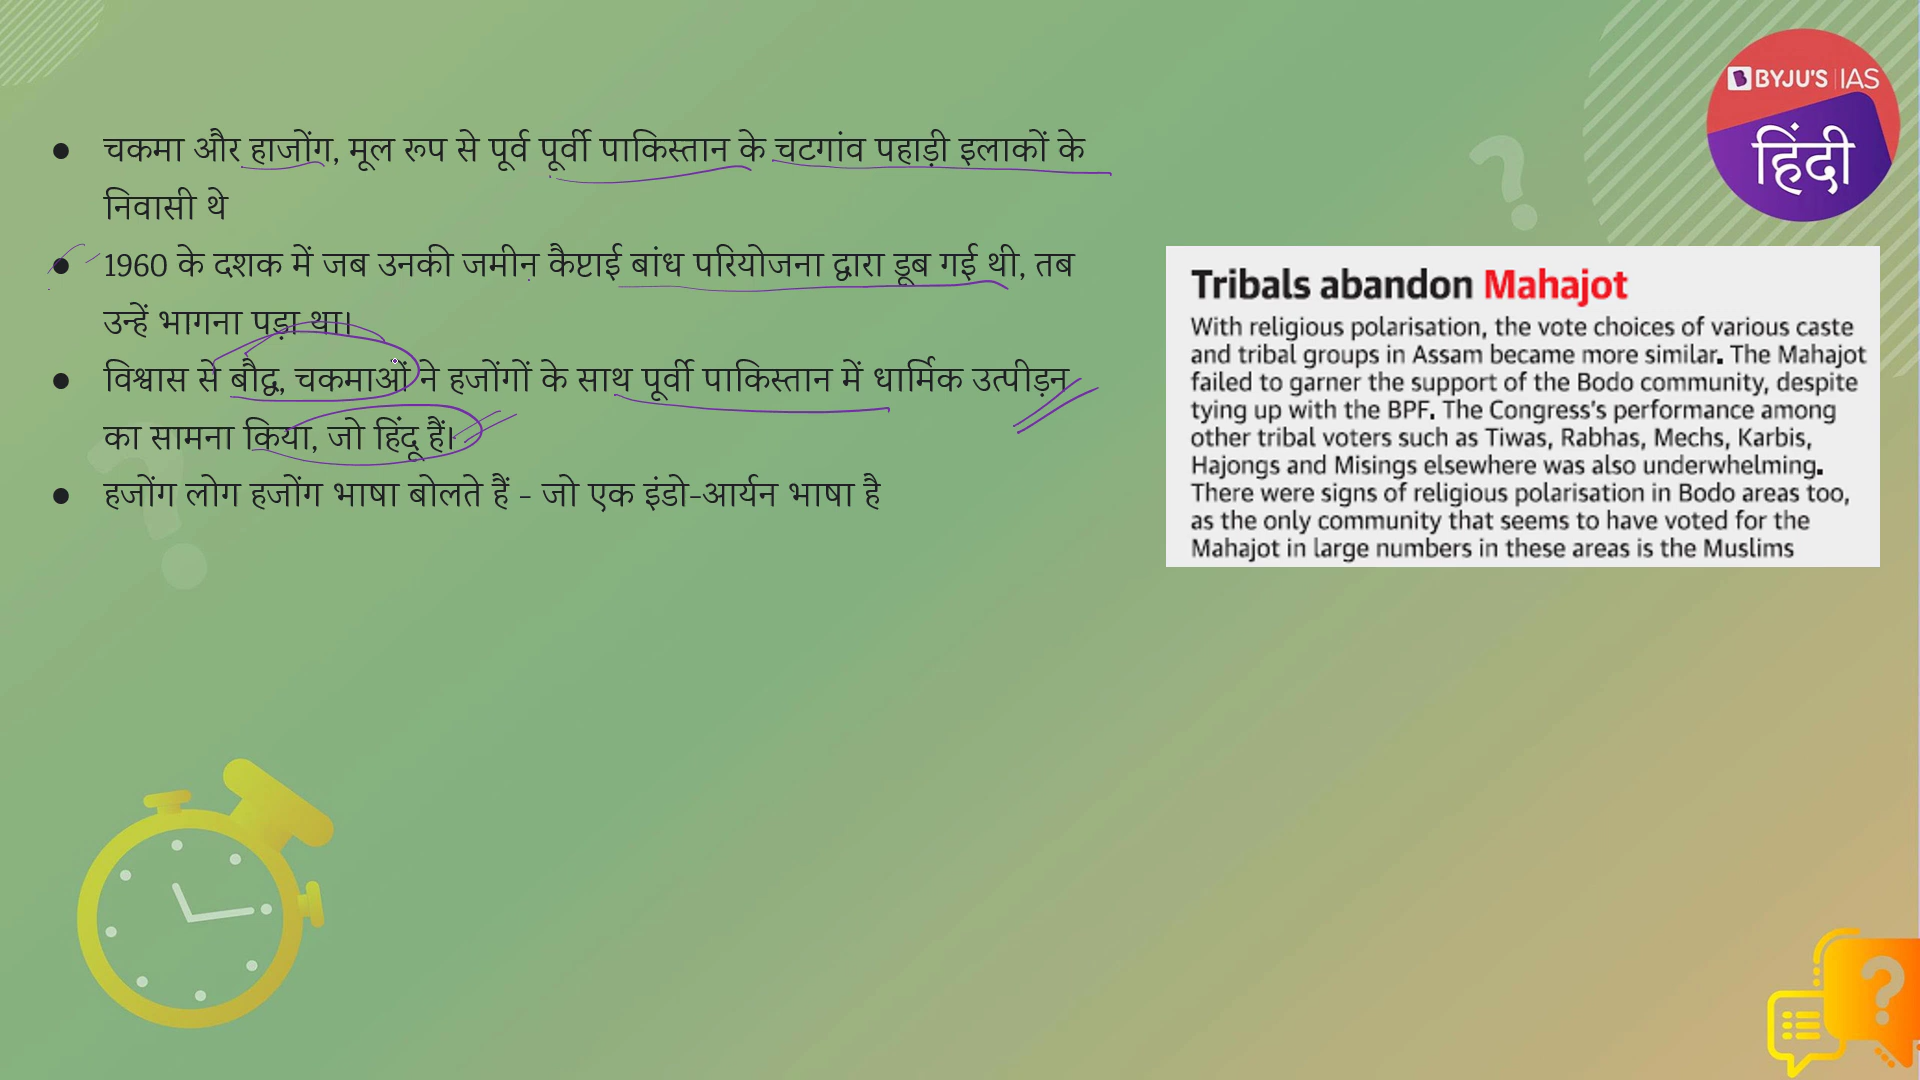 चकमा और हाजोंग, मूल रूप से पूर्व पूर्वी पाकिस्तान के चटगांव पहाड़ी इलाकों के
निवासी थे
1960 के दशक में जब उनकी जमीन कैप्टाई बांध परियोजना द्वारा डूब गई थी, तब
उन्हें भागना पड़ा था।
विश्वास से बौद्ध, चकमाओं ने हजोंगों के साथ पूर्वी पाकिस्तान में धार्मिक उत्पीड़न
का सामना किया, जो हिंदू हैं।
हजोंग लोग हजोंग भाषा बोलते हैं - जो एक इंडो-आर्यन भाषा है
BYJU'S IAS
हिंदी
Tribals abandon Mahajot
With religious polarisation, the vote choices of various caste
and tribal groups in Assam became more similar. The Mahajot
failed to garner the support of the Bodo community, despite
tying up with the BPF. The Congress's performance among
other tribal voters such as Tiwas, Rabhas, Mechs, Karbis,
Hajongs and Misings elsewhere was also underwhelming.
There were signs of religious polarisation in Bodo areas too,
as the only community that seems to have voted for the
Mahajot in large numbers in these areas is the Muslims